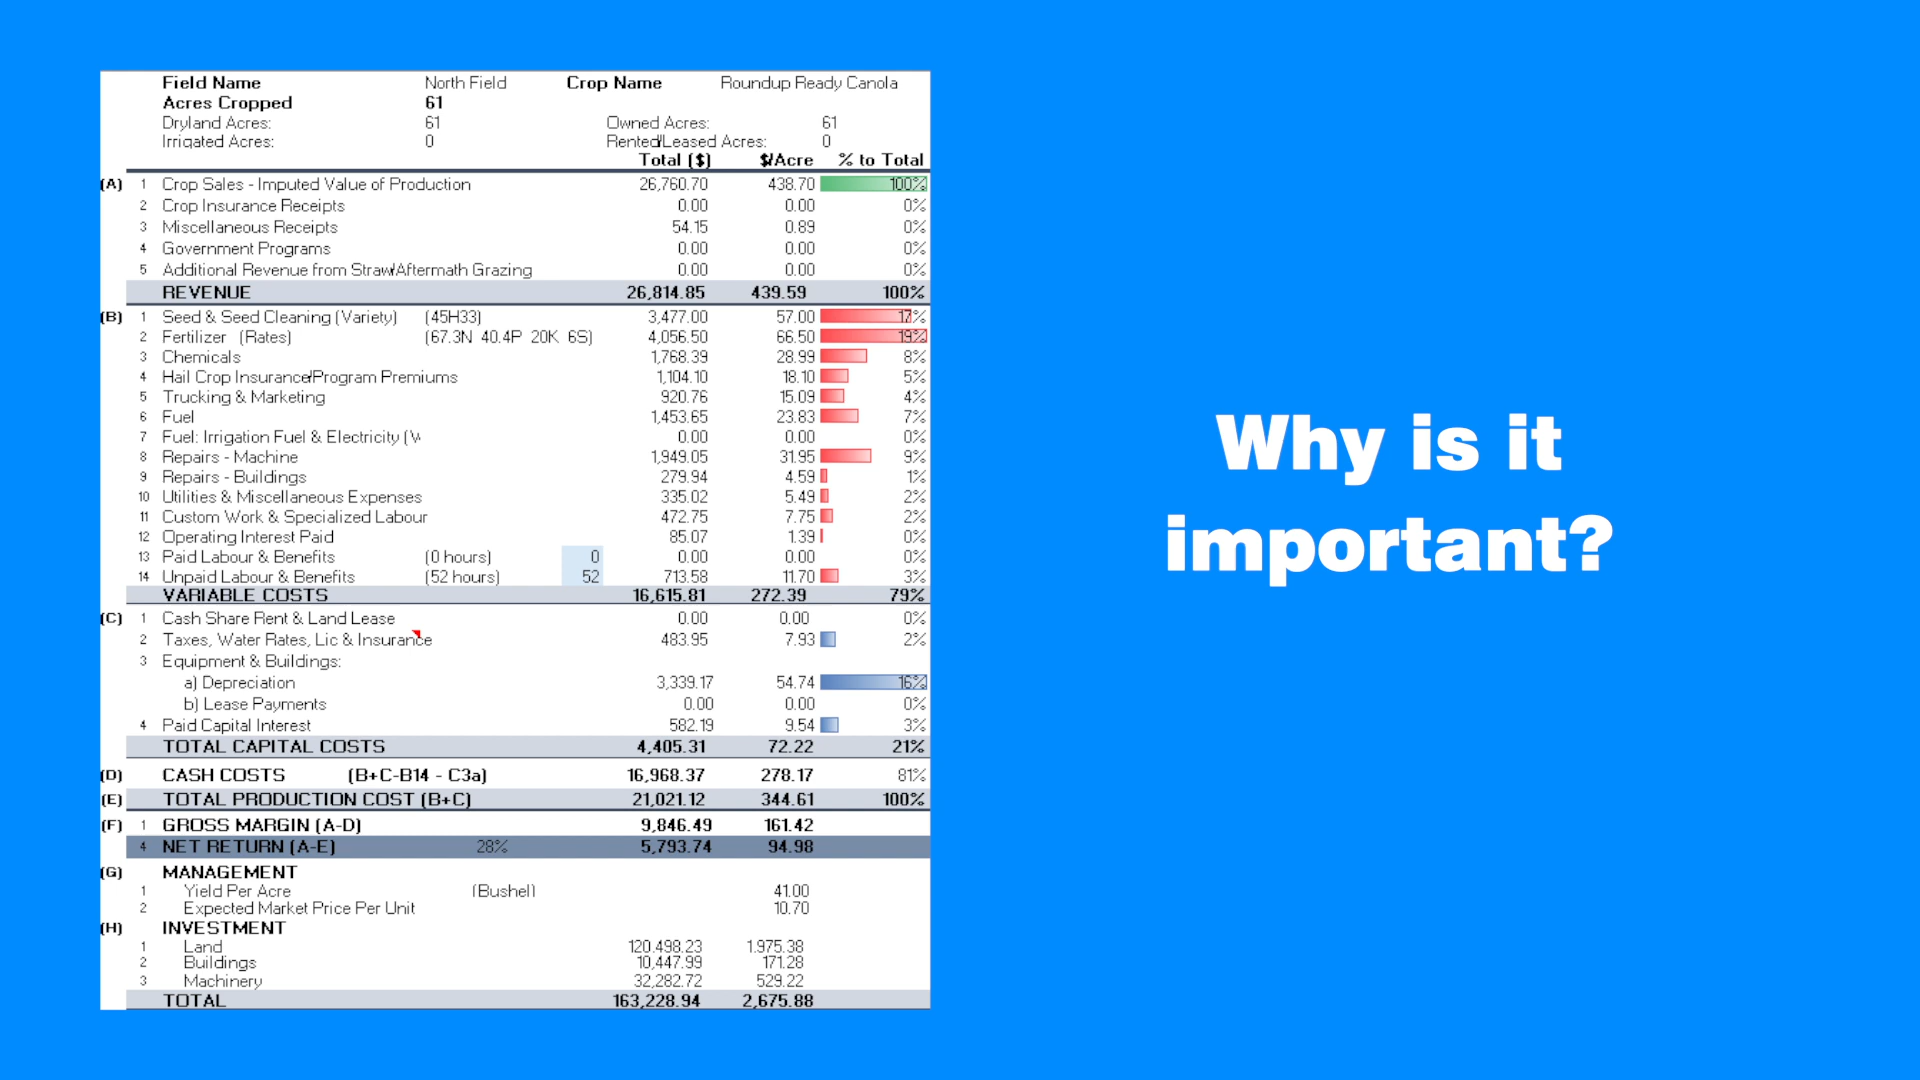 Field Name North Field Crop Name Roundup Ready Canola
Acres Cropped 61
Dryland Acres: 61 Owned Acres: 61
Irrigated Acres: 0 Rented/Leased Acres: 0
Total ($) $/Acre % to Total
(A) 1 Crop Sales - Imputed Value of Production 26,760.70 438.70 100%
2 Crop Insurance Receipts 0.00 0.00 0%
3 Miscellaneous Receipts 54.15 0.89 0%
4 Government Programs 0.00 0.00 0%
5 Additional Revenue from Straw/Aftermath Grazing 0.00 0.00 0%
REVENUE 26,814.85 439.59 100%
(B) 1 Seed & Seed Cleaning (Variety) (45H33) 3,477.00 57.00 17%
2 Fertilizer (Rates) (67.3N 40.4P 20K 6S) 4,056.50 66.50 19%
3 Chemicals 1,768.39 28.99 8%
4 Hail Crop Insurance/Program Premiums 1,104.10 18.10 5%
5 Trucking & Marketing 920.76 15.09 4%
6 Fuel 1,453.65 23.83 7%
7 Fuel: Irrigation Fuel & Electricity (V 0.00 0.00 0%
8 Repairs - Machine 1,949.05 31.95 9%
9 Repairs - Buildings 279.94 4.59 1%
10 Utilities & Miscellaneous Expenses 335.02 5.49 2%
11 Custom Work & Specialized Labour 472.75 7.75 2%
12 Operating Interest Paid 85.07 1.39 0%
13 Paid Labour & Benefits (0 hours) 0 0.00 0.00 0%
14 Unpaid Labour & Benefits (52 hours) 52 713.58 11.70 3%
VARIABLE COSTS 16,615.81 272.39 79%
(C) 1 Cash Share Rent & Land Lease 0.00 0.00 0%
2 Taxes, Water Rates, Lic & Insurance 483.95 7.93 2%
3 Equipment & Buildings:
a) Depreciation 3,339.17 54.74 16%
b) Lease Payments 0.00 0.00 0%
4 Paid Capital Interest 582.19 9.54 3%
TOTAL CAPITAL COSTS 4,405.31 72.22 21%
(D) CASH COSTS (B+C-B14 - C3a) 16,968.37 278.17 81%
(E) TOTAL PRODUCTION COST (B+C) 21,021.12 344.61 100%
(F) 1 GROSS MARGIN (A-D) 9,846.49 161.42
4 NET RETURN (A-E) 28% 5,793.74 94.98
(G) MANAGEMENT
1 Yield Per Acre (Bushel) 41.00
2 Expected Market Price Per Unit 10.70
(H) INVESTMENT
1 Land 120,498.23 1,975.38
2 Buildings 10,447.99 171.28
3 Machinery 32,282.72 529.22
TOTAL 163,228.94 2,675.88
Why is it
important?